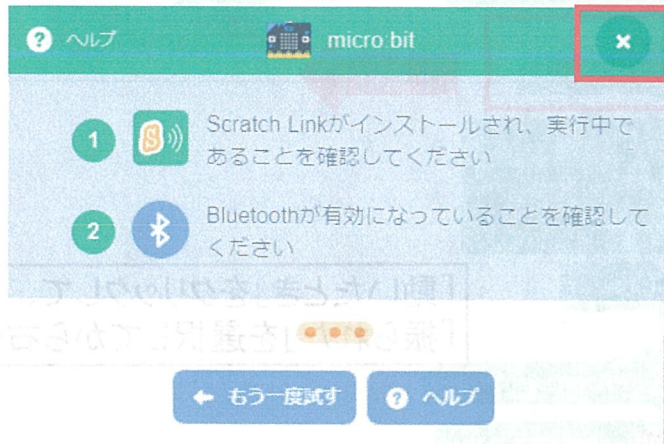 ヘルプ
micro:bit
1
Scratch Linkがインストールされ、実行中で
あることを確認してください
2
Bluetoothが有効になっていることを確認して
ください
もう一度試す
ヘルプ